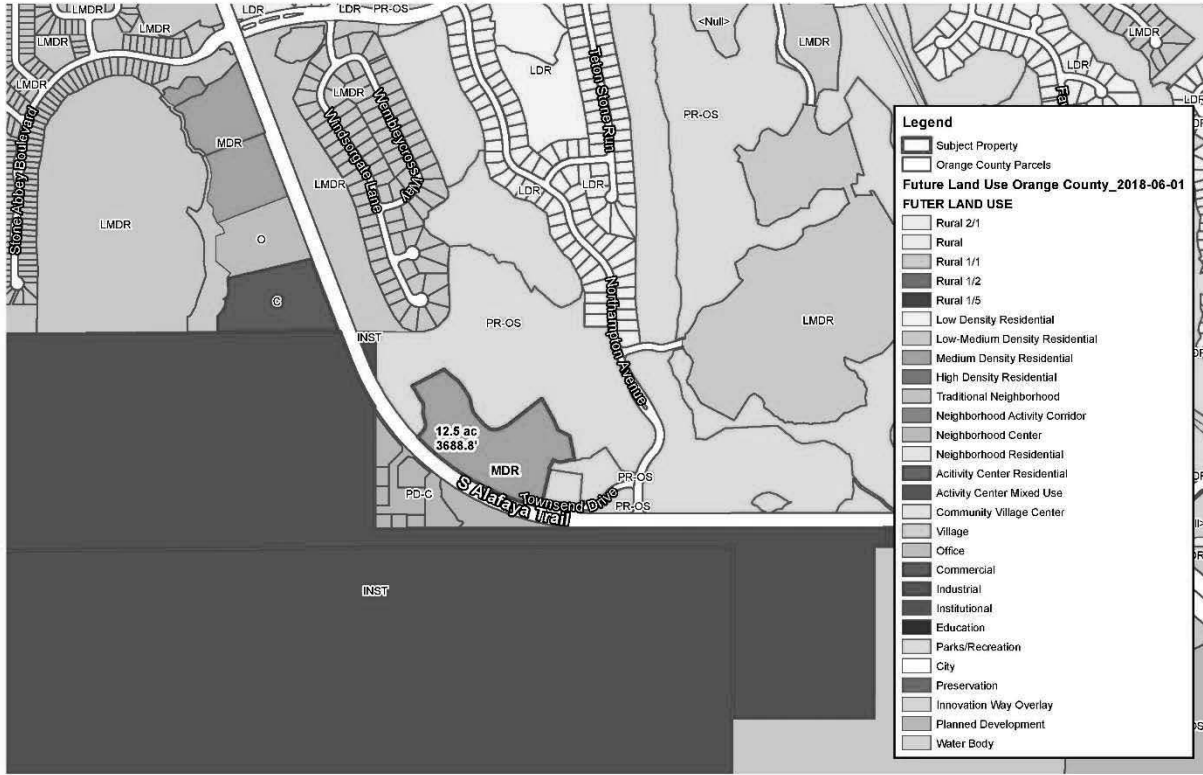 LDR
LDR
PR-OS
<Null>
LMDR
LMDR
LMDR
LMDR
LMDR
LMDR
LDR
LDR
LDR
LMDR
Stone Abbey Boulevard
MDR
Windsorgate Lane
Wembleycross Way
Teton Stone Run
PR-OS
LMDR
LDR
LDR
LMDR
O
C
INST
PR-OS
Northampton Avenue
LMDR
12.5 ac
3688.8'
MDR
PD-C
S Alafaya Trail
Townsend Drive
PR-OS
PR-OS
INST
Legend
Subject Property
Orange County Parcels
Future Land Use Orange County_2018-06-01
FUTER LAND USE
Rural 2/1
Rural
Rural 1/1
Rural 1/2
Rural 1/5
Low Density Residential
Low-Medium Density Residential
Medium Density Residential
High Density Residential
Traditional Neighborhood
Neighborhood Activity Corridor
Neighborhood Center
Neighborhood Residential
Acitivity Center Residential
Activity Center Mixed Use
Community Village Center
Village
Office
Commercial
Industrial
Institutional
Education
Parks/Recreation
City
Preservation
Innovation Way Overlay
Planned Development
Water Body